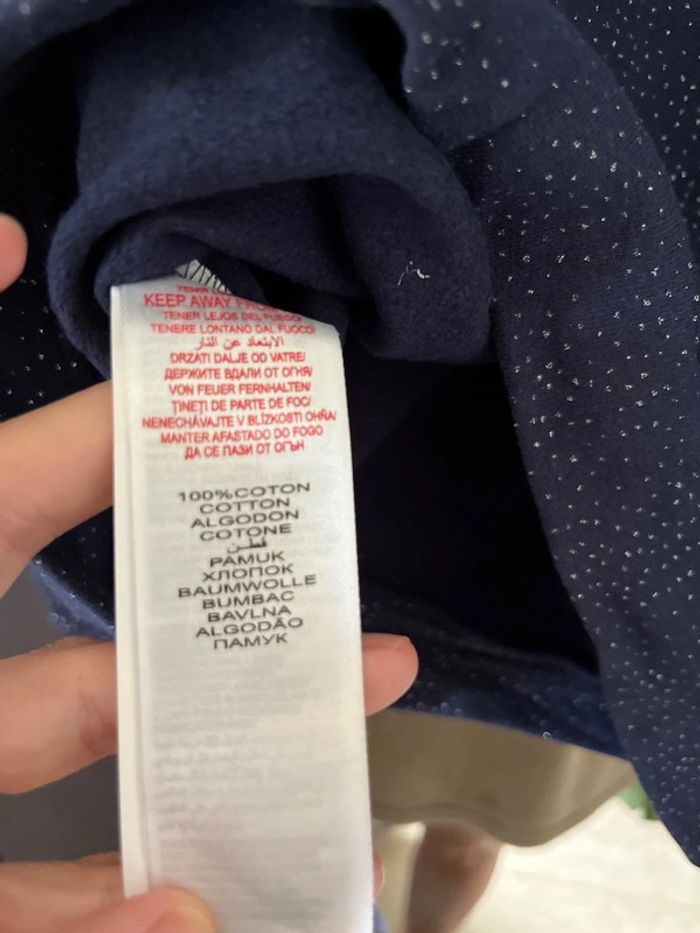 KEEP AWAY
TENER LEJOS DEL FUEGO/
TENERE LONTANO DAL FUOCO/
الابتعاد عن النار
DRZATI DALJE OD VATRE/
ДЕРЖИТЕ ВДАЛИ ОТ ОГНЯ/
VON FEUER FERNHALTEN/
ȚINEȚI DE PARTE DE FOC/
NENECHÁVAJTE V BLÍZKOSTI OHŇA/
MANTER AFASTADO DO FOGO
ДА СЕ ПАЗИ ОТ ОГЪН
100%COTON
COTTON
ALGODON
COTONE
قطن
PAMUK
ХЛОПОК
BAUMWOLLE
BUMBAC
BAVLNA
ALGODÃO
ПАМУК